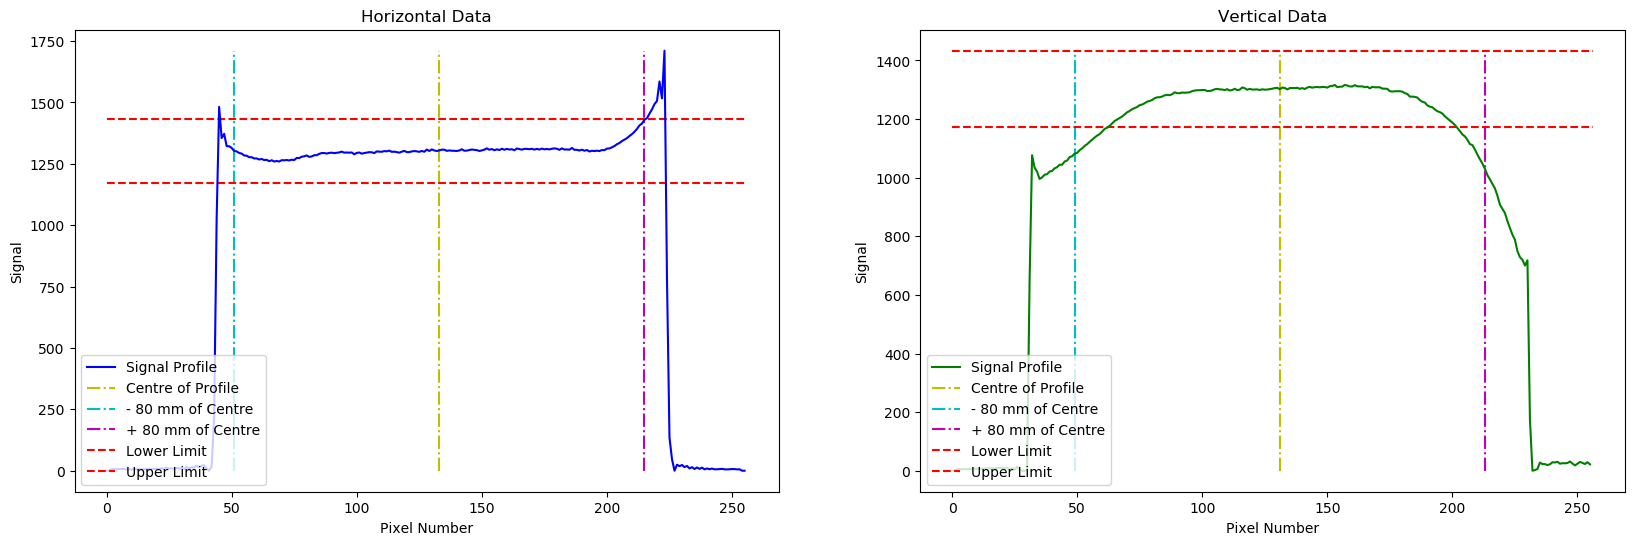 Horizontal Data
1750
1500
1250
1000
750
500
250
0
Signal
Signal Profile
Centre of Profile
- 80 mm of Centre
+ 80 mm of Centre
Lower Limit
Upper Limit
0 50 100 150 200 250
Pixel Number
Vertical Data
1400
1200
1000
800
600
400
200
0
Signal
Signal Profile
Centre of Profile
- 80 mm of Centre
+ 80 mm of Centre
Lower Limit
Upper Limit
0 50 100 150 200 250
Pixel Number